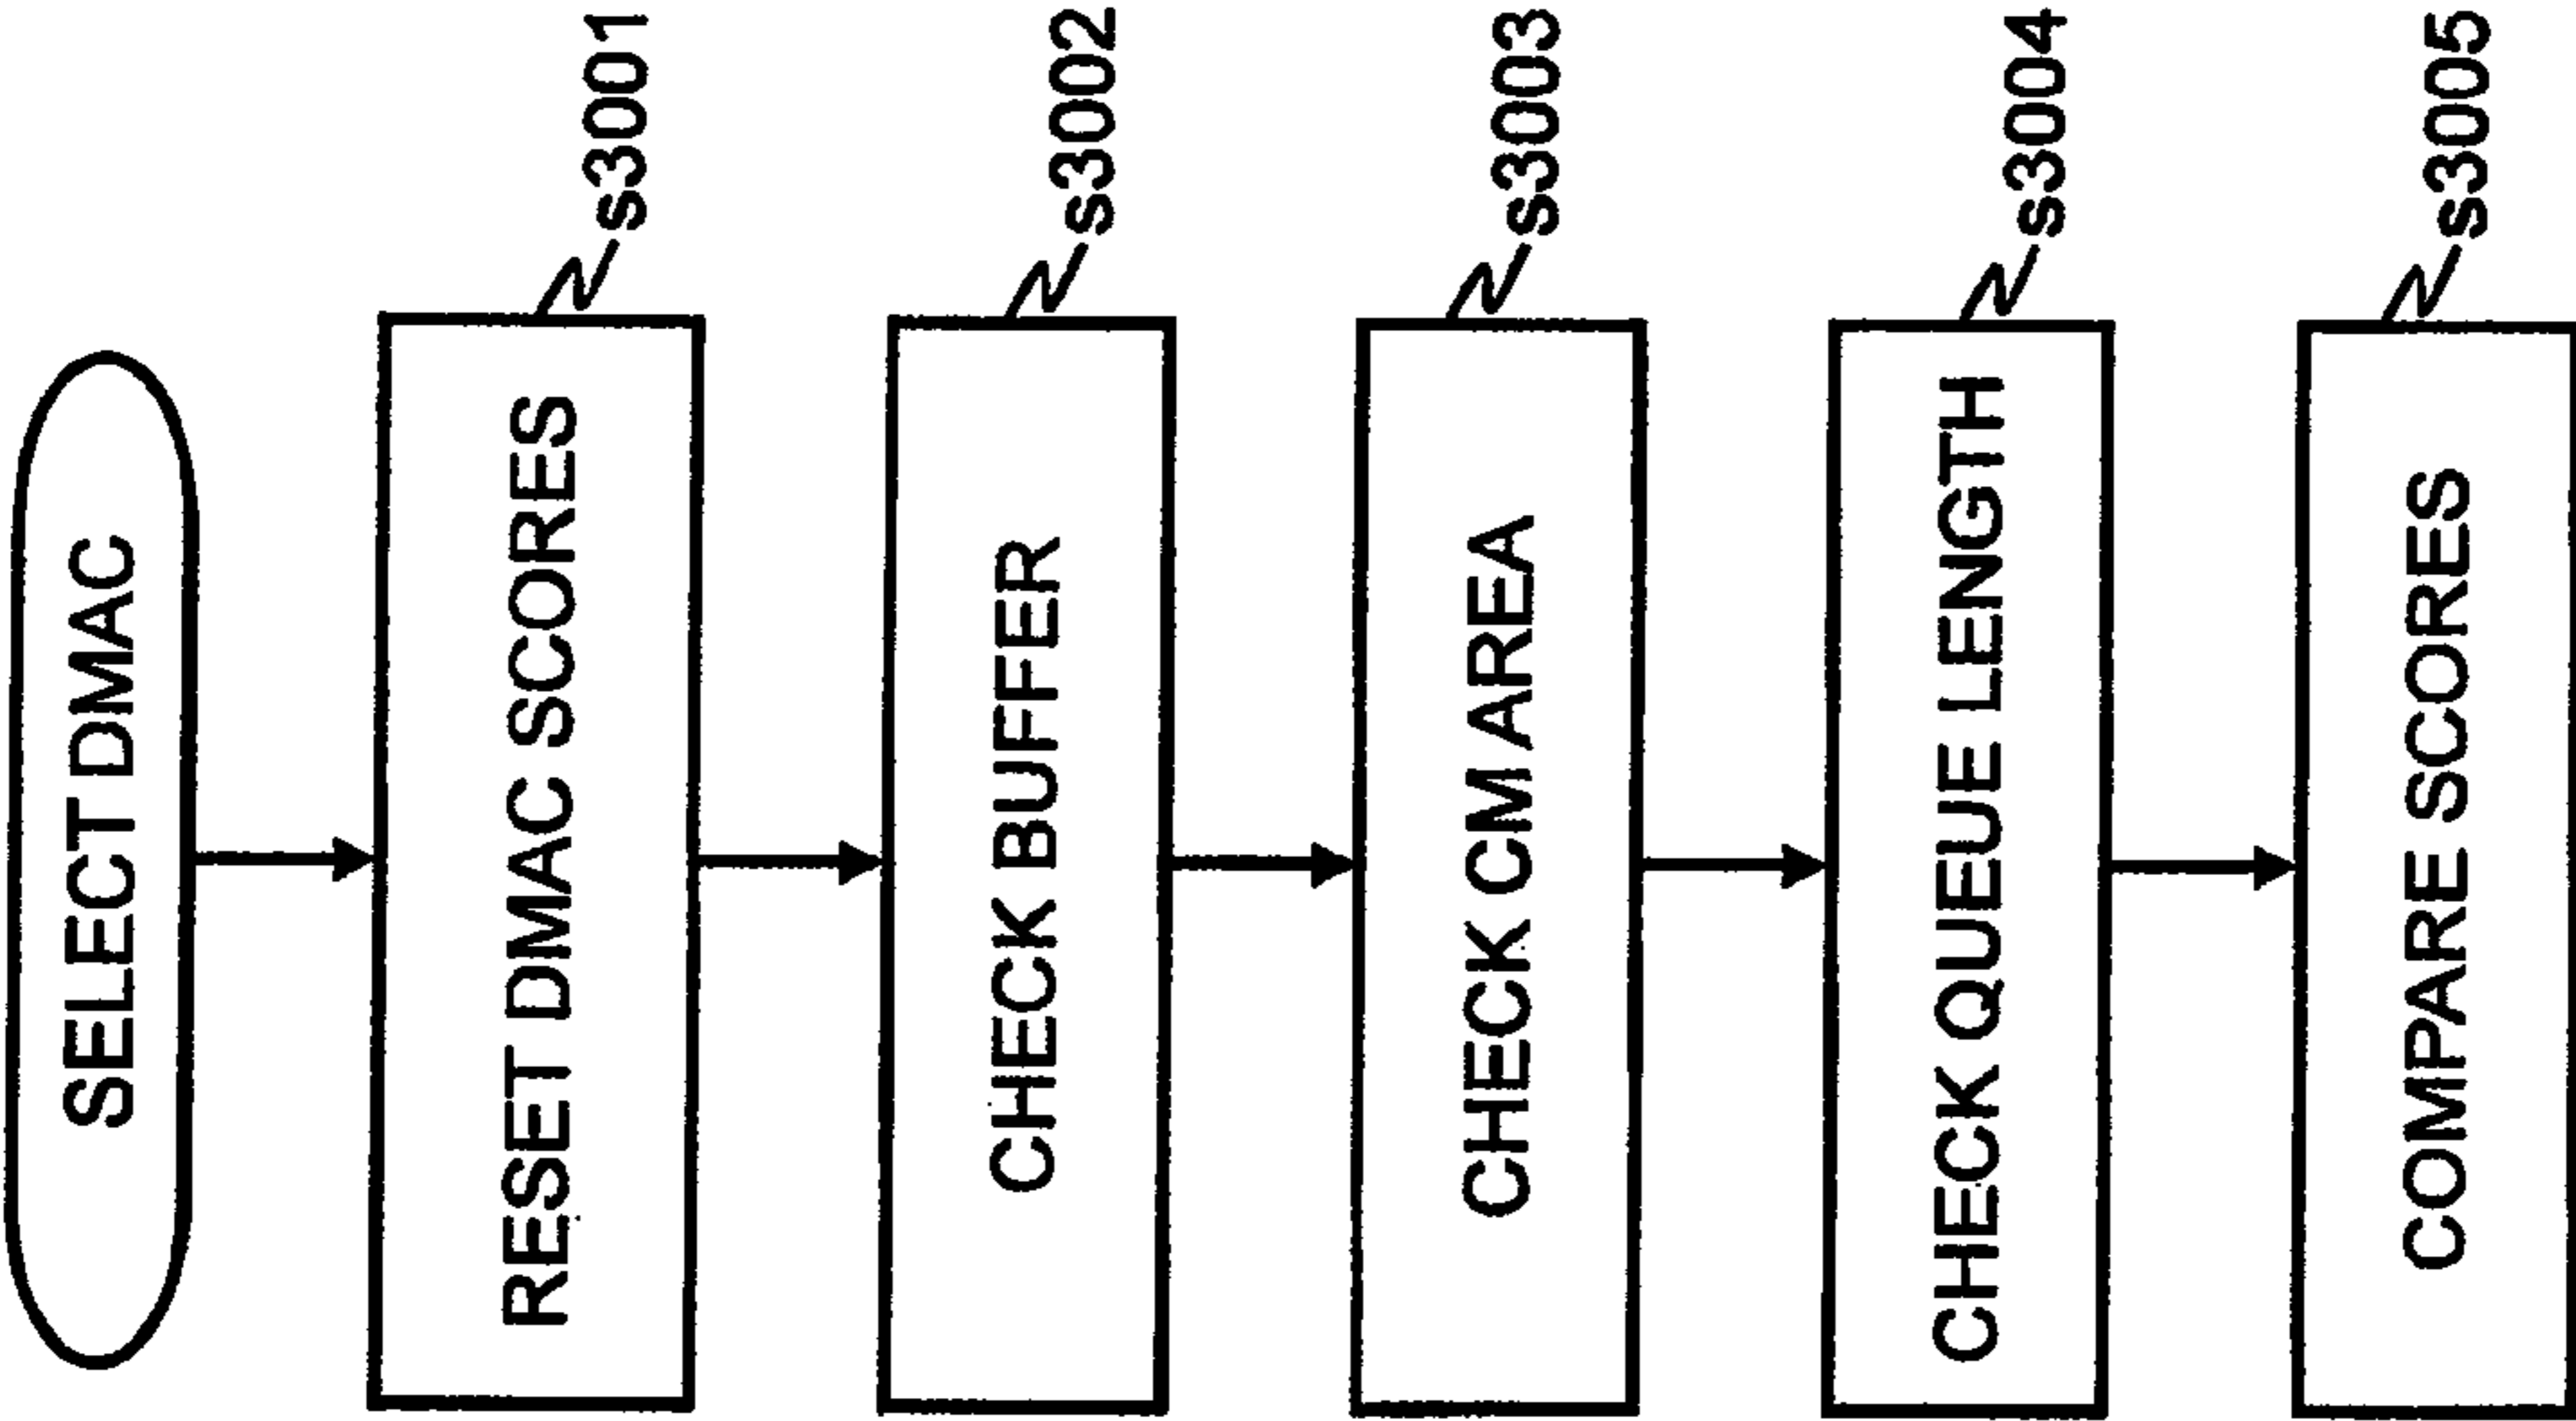 SELECT DMAC
RESET DMAC SCORES
s3001
CHECK BUFFER
s3002
CHECK CM AREA
s3003
CHECK QUEUE LENGTH
s3004
COMPARE SCORES
s3005